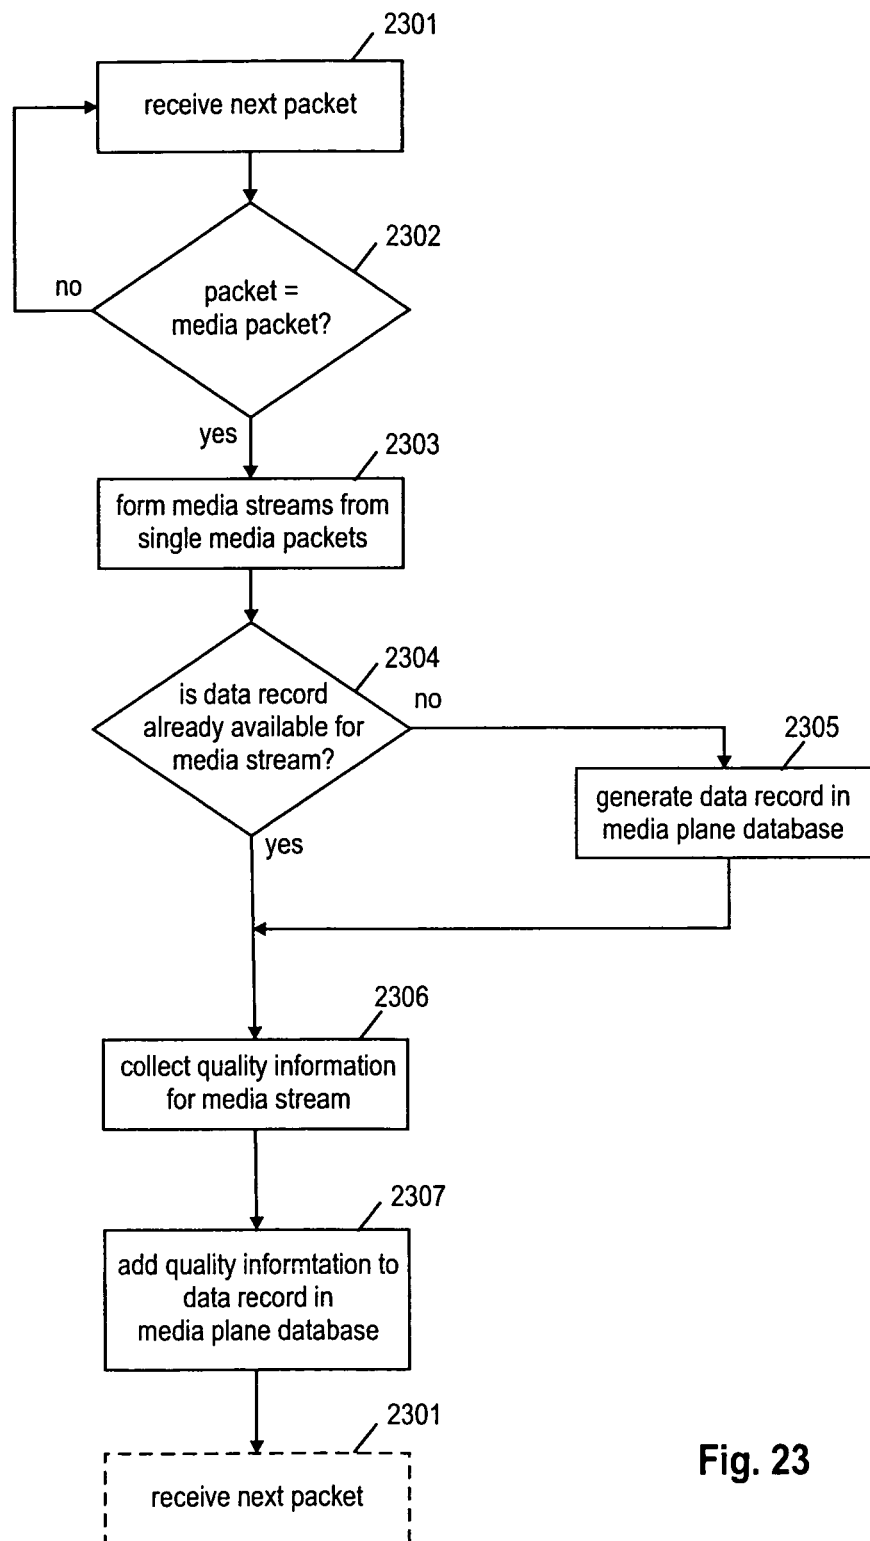 2301
receive next packet
2302
packet =
media packet?
no
yes
2303
form media streams from
single media packets
2304
is data record
already available for
media stream?
no
yes
2305
generate data record in
media plane database
2306
collect quality information
for media stream
2307
add quality informtation to
data record in
media plane database
2301
receive next packet
Fig. 23